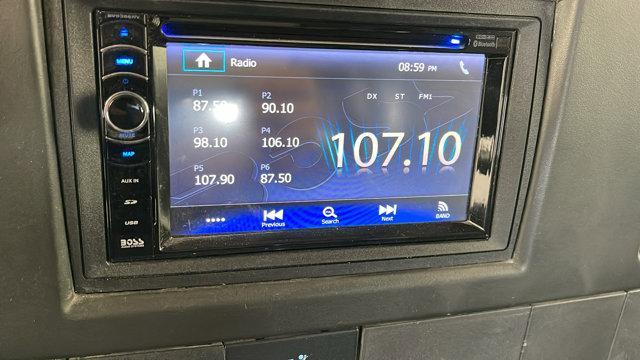 MENU
MUTE
MAP
AUX IN
SD
USB
BOSS
Bluetooth
Radio
08:59 PM
DX ST FM1
P1
87.50
P2
90.10
P3
98.10
P4
106.10
P5
107.90
P6
87.50
107.10
Previous
Search
Next
BAND